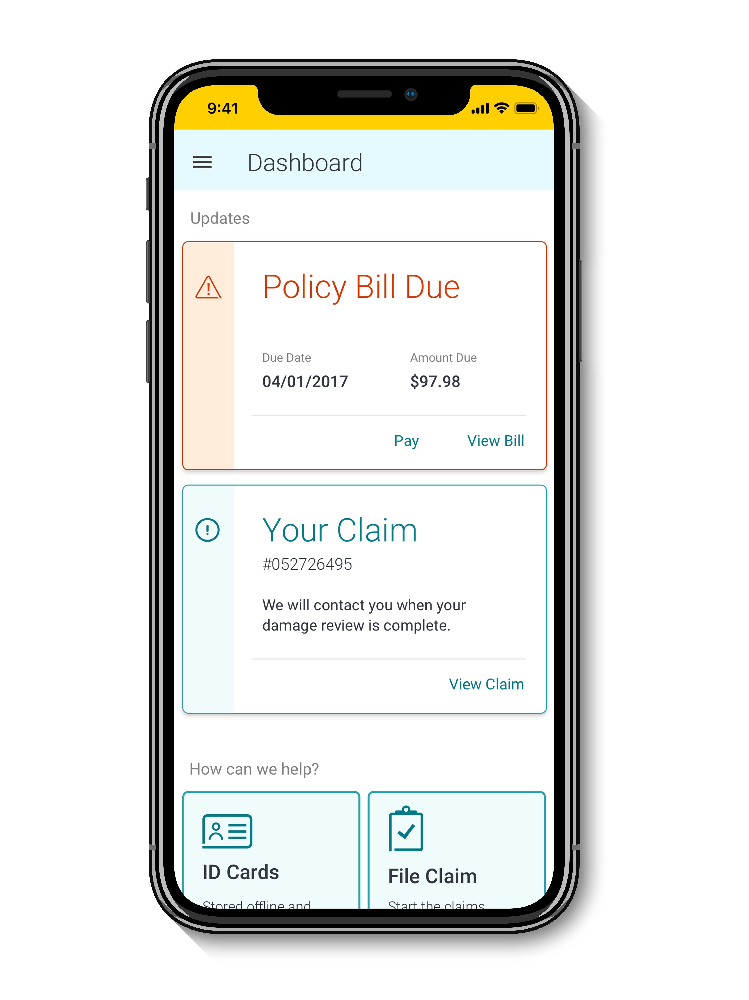 9:41
Dashboard
Updates
Policy Bill Due
Due Date
Amount Due
04/01/2017
$97.98
Pay
View Bill
Your Claim
#052726495
We will contact you when your
damage review is complete.
View Claim
How can we help?
ID Cards
File Claim
Stored offline and
Start the claims